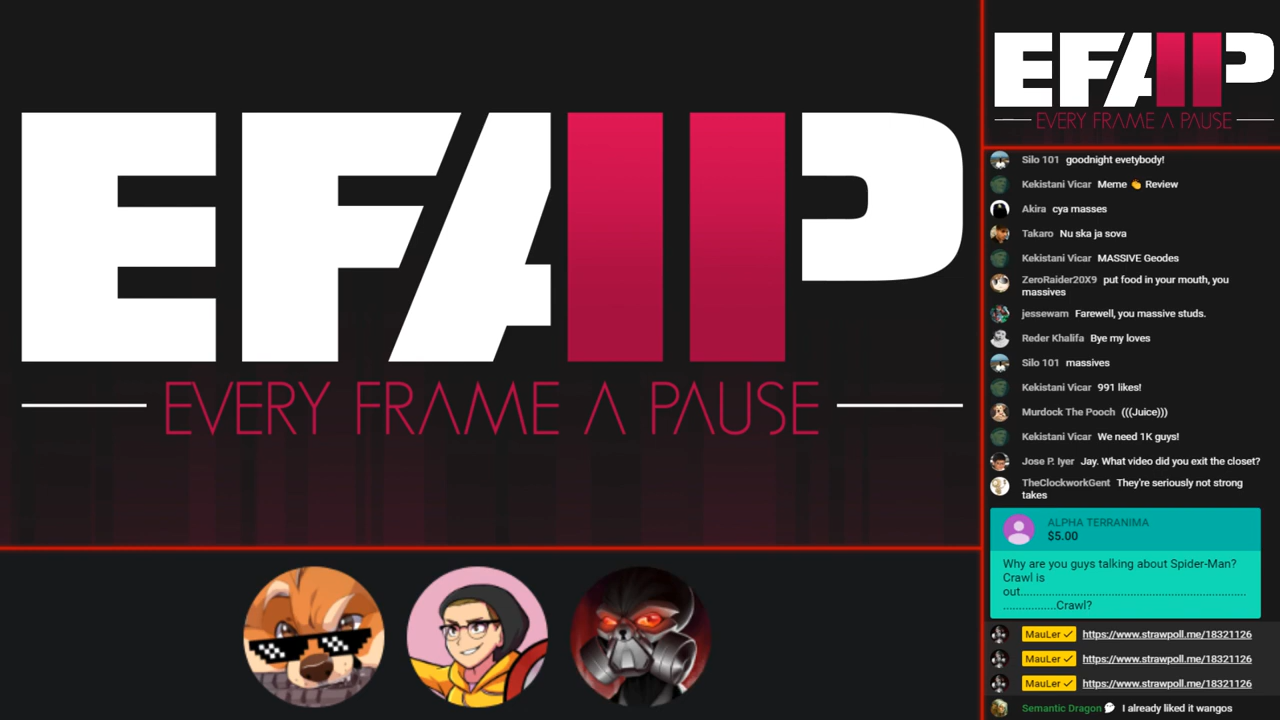 EFAP
EVERY FRAME A PAUSE
EFAP
EVERY FRAME A PAUSE
Silo 101 goodnight evetybody!
Kekistani Vicar Meme 👏 Review
Akira cya masses
Takaro Nu ska ja sova
Kekistani Vicar MASSIVE Geodes
ZeroRaider20X9 put food in your mouth, you
massives
jessewam Farewell, you massive studs.
Reder Khalifa Bye my loves
Silo 101 massives
Kekistani Vicar 991 likes!
Murdock The Pooch (((Juice)))
Kekistani Vicar We need 1K guys!
Jose P. Iyer Jay. What video did you exit the closet?
TheClockworkGent They're seriously not strong
takes
ALPHA TERRANIMA
$5.00
Why are you guys talking about Spider-Man?
Crawl is
out...........................................................................
..................Crawl?
MauLer ✓ https://www.strawpoll.me/18321126
MauLer ✓ https://www.strawpoll.me/18321126
MauLer ✓ https://www.strawpoll.me/18321126
Semantic Dragon I already liked it wangos